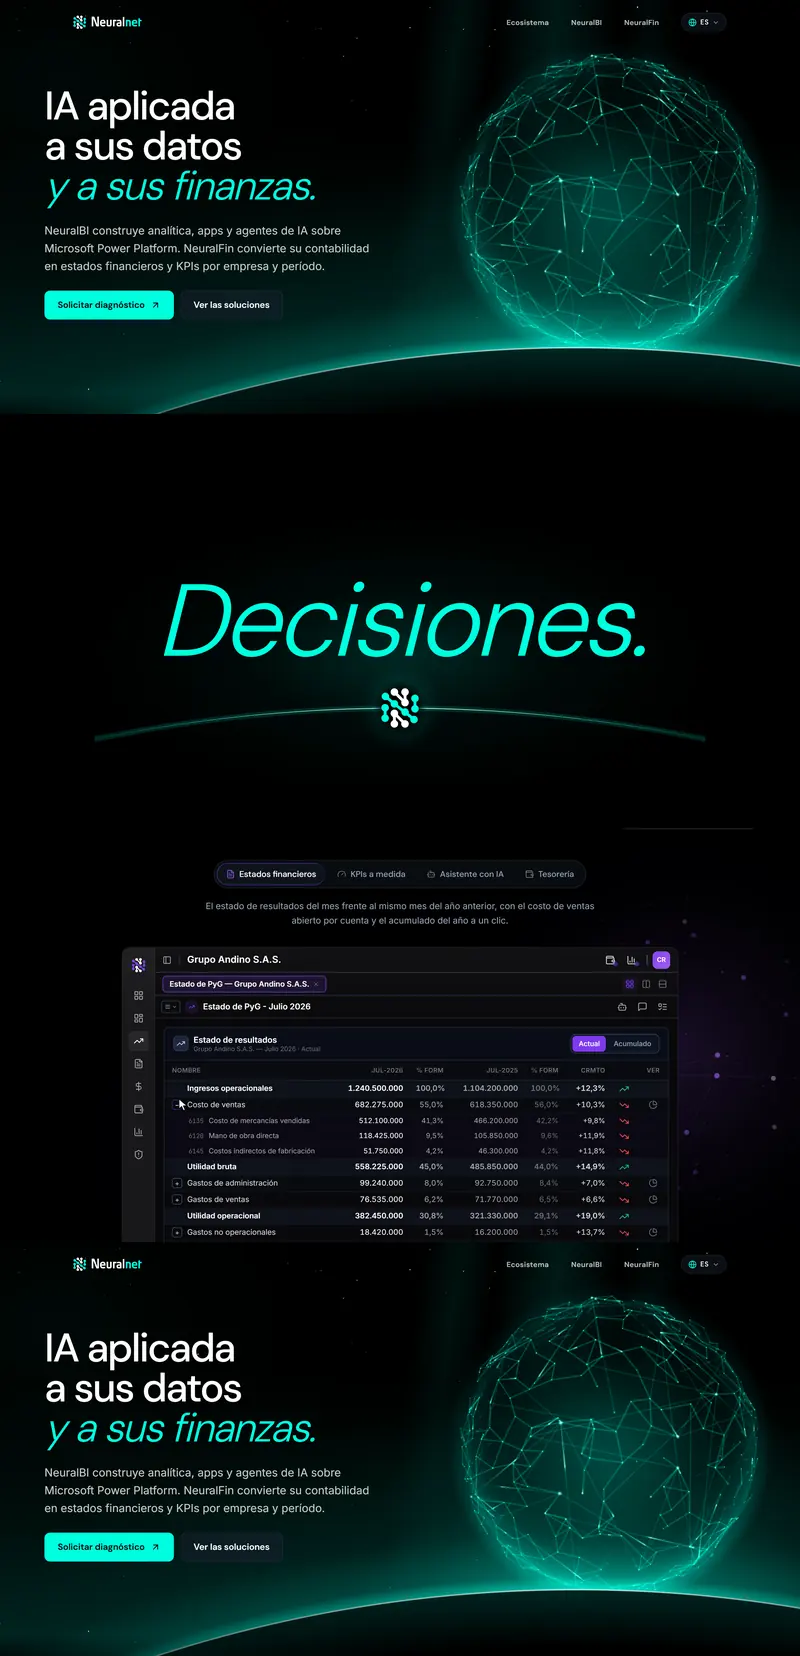 Neuralnet
Ecosistema NeuralBI NeuralFin ES
IA aplicada
a sus datos
y a sus finanzas.
NeuralBI construye analítica, apps y agentes de IA sobre
Microsoft Power Platform. NeuralFin convierte su contabilidad
en estados financieros y KPIs por empresa y período.
Solicitar diagnóstico Ver las soluciones
Decisiones.
Estados financieros KPIs a medida Asistente con IA Tesorería
El estado de resultados del mes frente al mismo mes del año anterior, con el costo de ventas
abierto por cuenta y el acumulado del año a un clic.
Grupo Andino S.A.S. CR
Estado de PyG — Grupo Andino S.A.S. ×
Estado de PyG - Julio 2026
Estado de resultados
Grupo Andino S.A.S. — Julio 2026 · Actual
Actual Acumulado
NOMBRE JUL-2026 % FORM JUL-2025 % FORM CRMTO VER
Ingresos operacionales 1.240.500.000 100,0% 1.104.200.000 100,0% +12,3%
Costo de ventas 682.275.000 55,0% 618.350.000 56,0% +10,3%
6135 Costo de mercancías vendidas 512.100.000 41,3% 466.200.000 42,2% +9,8%
6120 Mano de obra directa 118.425.000 9,5% 105.850.000 9,6% +11,9%
6145 Costos indirectos de fabricación 51.750.000 4,2% 46.300.000 4,2% +11,8%
Utilidad bruta 558.225.000 45,0% 485.850.000 44,0% +14,9%
Gastos de administración 99.240.000 8,0% 92.750.000 8,4% +7,0%
Gastos de ventas 76.535.000 6,2% 71.770.000 6,5% +6,6%
Utilidad operacional 382.450.000 30,8% 321.330.000 29,1% +19,0%
Gastos no operacionales 18.420.000 1,5% 16.200.000 1,5% +13,7%
Neuralnet
Ecosistema NeuralBI NeuralFin ES
IA aplicada
a sus datos
y a sus finanzas.
NeuralBI construye analítica, apps y agentes de IA sobre
Microsoft Power Platform. NeuralFin convierte su contabilidad
en estados financieros y KPIs por empresa y período.
Solicitar diagnóstico Ver las soluciones